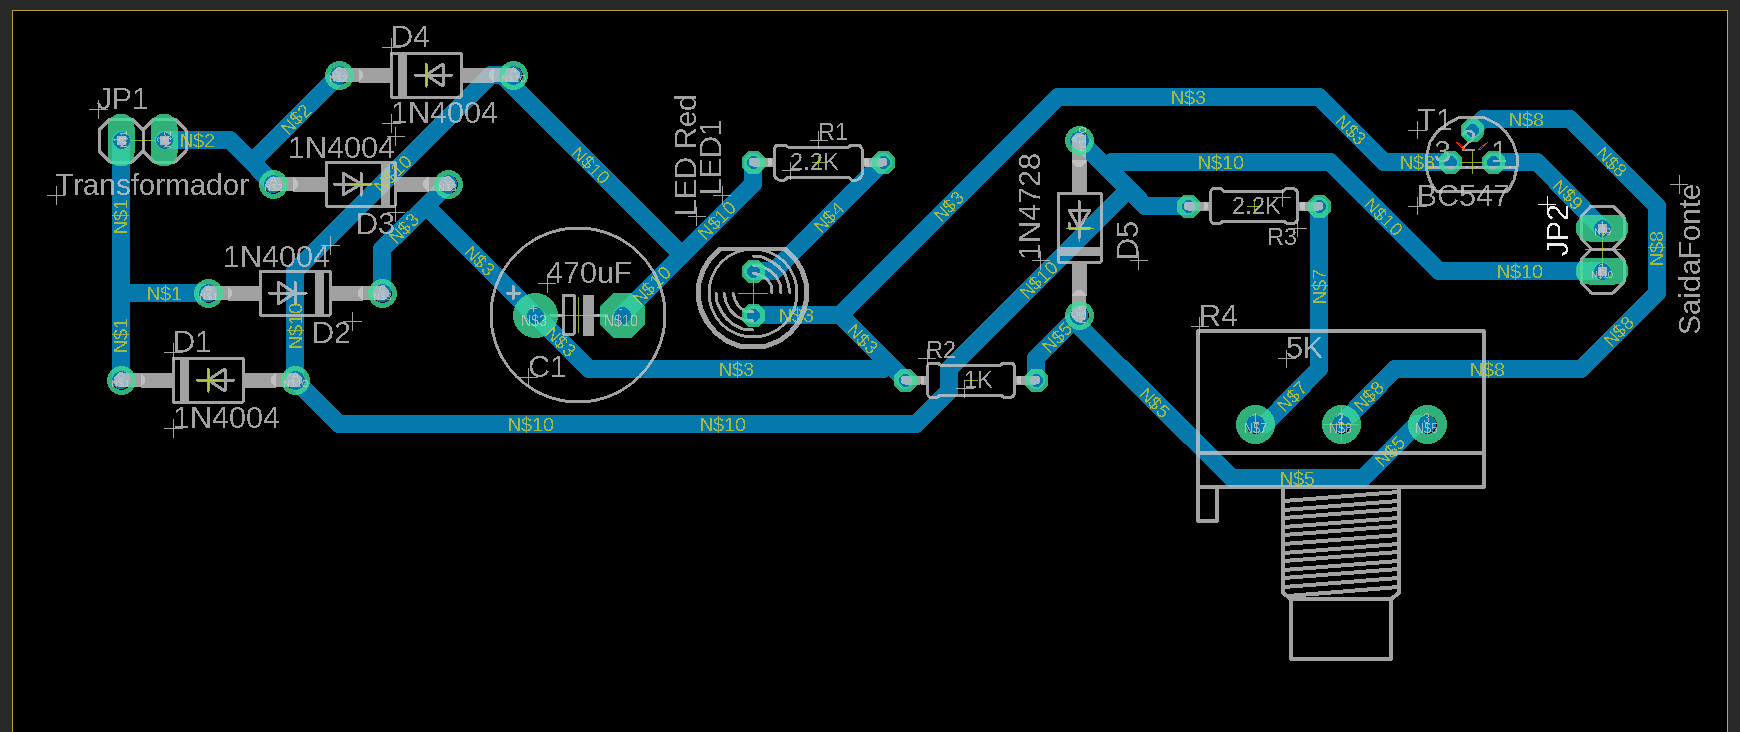 D4
1N4004
JP1
N$2
N$2
1N4004
N$10
N$10
Transformador
D3
N$1
N$3
N$3
1N4004
D2
N$1
N$10
N$1
D1
1N4004
470uF
N$3
N$10
N$10
N$3
C1
LED Red
LED1
N$10
R1
2.2K
N$4
N$3
N$3
N$3
N$3
N$10
N$10
R2
1K
N$5
N$3
N$3
T1
3
2
1
BC547
N$3
N$8
N$8
N$9
N$10
1N4728
D5
N$10
2.2K
R3
N$10
JP2
N$10
N$8
SaidaFonte
N$7
R4
5K
N$8
N$8
N$7
N$8
N$7
N$8
N$5
N$5
N$5
N$5